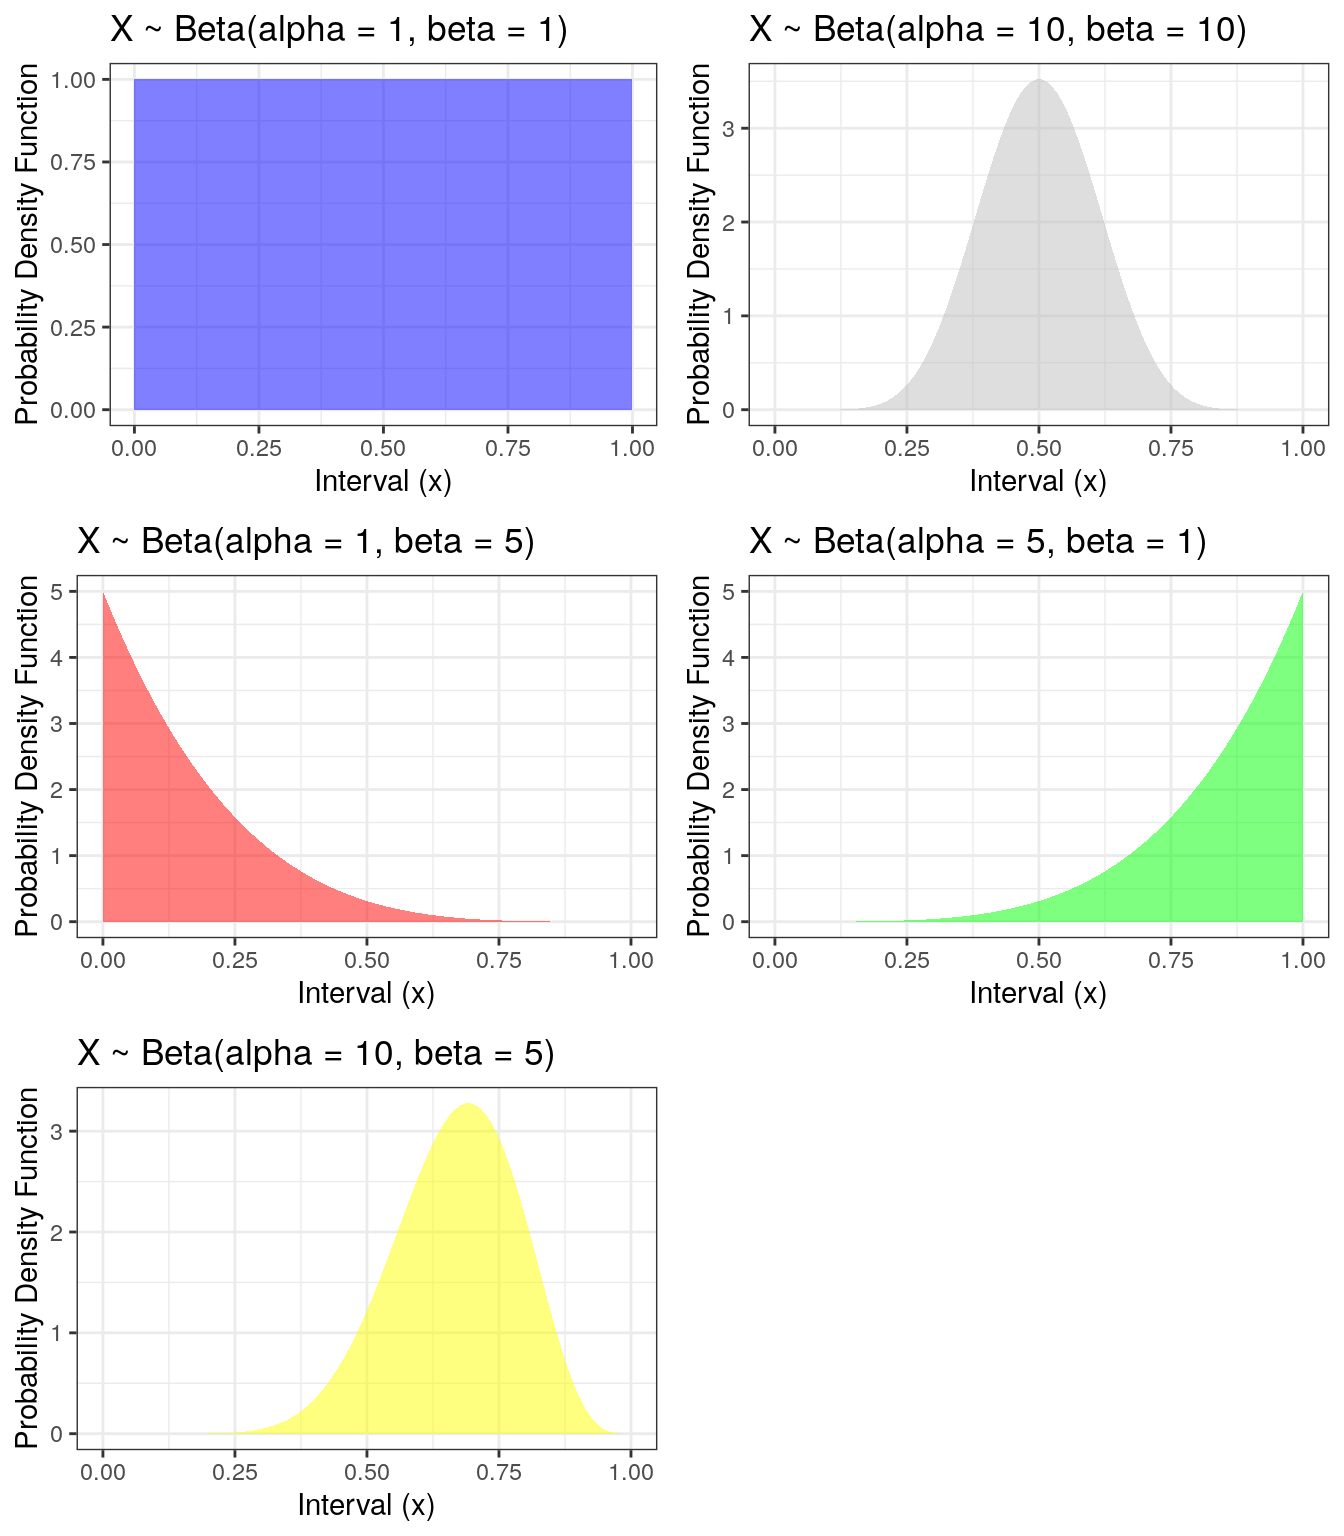 X ~ Beta(alpha = 1, beta = 1)
Probability Density Function
1.00
0.75
0.50
0.25
0.00
0.00 0.25 0.50 0.75 1.00
Interval (x)
X ~ Beta(alpha = 10, beta = 10)
Probability Density Function
3
2
1
0
0.00 0.25 0.50 0.75 1.00
Interval (x)
X ~ Beta(alpha = 1, beta = 5)
Probability Density Function
5
4
3
2
1
0
0.00 0.25 0.50 0.75 1.00
Interval (x)
X ~ Beta(alpha = 5, beta = 1)
Probability Density Function
5
4
3
2
1
0
0.00 0.25 0.50 0.75 1.00
Interval (x)
X ~ Beta(alpha = 10, beta = 5)
Probability Density Function
3
2
1
0
0.00 0.25 0.50 0.75 1.00
Interval (x)